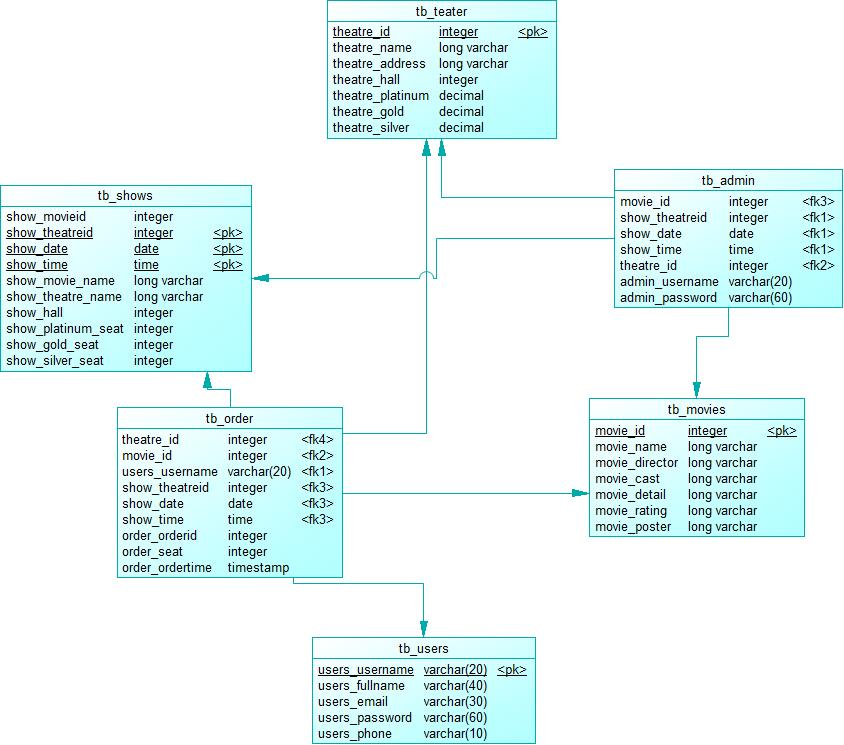 tb_teater
theatre_id integer <pk>
theatre_name long varchar
theatre_address long varchar
theatre_hall integer
theatre_platinum decimal
theatre_gold decimal
theatre_silver decimal
tb_admin
movie_id integer <fk3>
show_theatreid integer <fk1>
show_date date <fk1>
show_time time <fk1>
theatre_id integer <fk2>
admin_username varchar(20)
admin_password varchar(60)
tb_shows
show_movieid integer
show_theatreid integer <pk>
show_date date <pk>
show_time time <pk>
show_movie_name long varchar
show_theatre_name long varchar
show_hall integer
show_platinum_seat integer
show_gold_seat integer
show_silver_seat integer
tb_order
theatre_id integer <fk4>
movie_id integer <fk2>
users_username varchar(20) <fk1>
show_theatreid integer <fk3>
show_date date <fk3>
show_time time <fk3>
order_orderid integer
order_seat integer
order_ordertime timestamp
tb_movies
movie_id integer <pk>
movie_name long varchar
movie_director long varchar
movie_cast long varchar
movie_detail long varchar
movie_rating long varchar
movie_poster long varchar
tb_users
users_username varchar(20) <pk>
users_fullname varchar(40)
users_email varchar(30)
users_password varchar(60)
users_phone varchar(10)